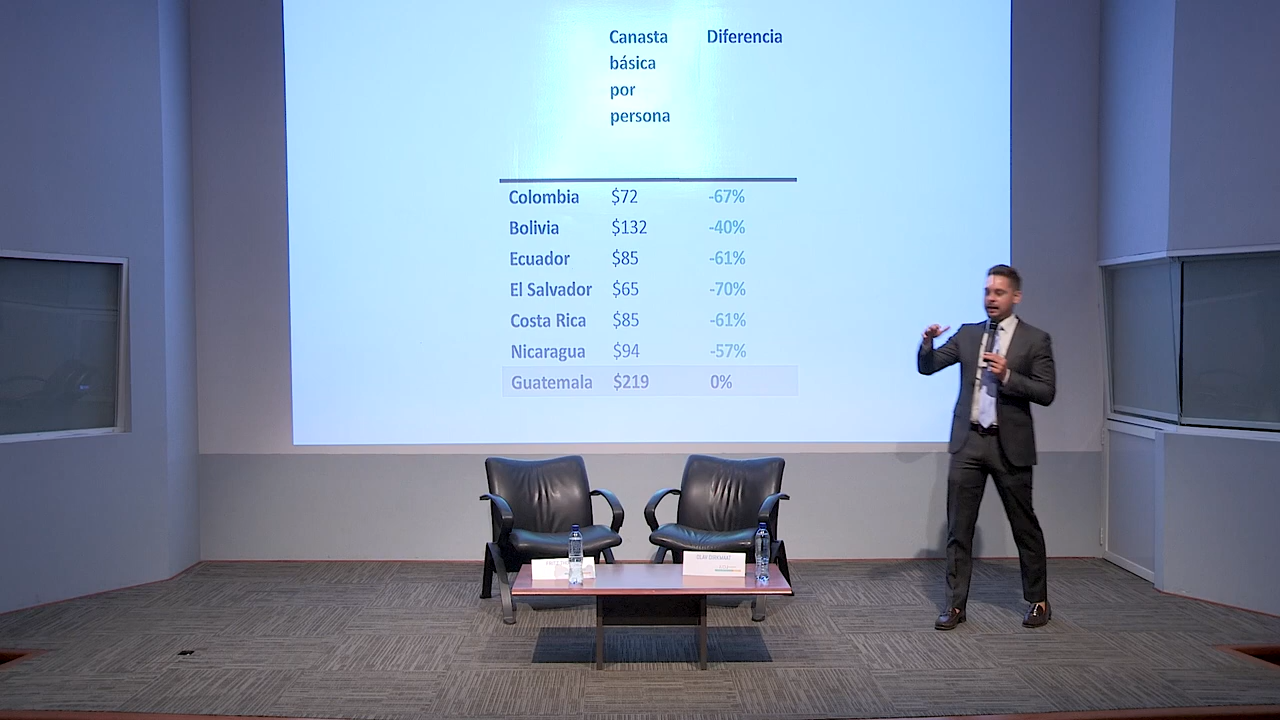 Canasta Diferencia
básica
por
persona
Colombia $72 -67%
Bolivia $132 -40%
Ecuador $85 -61%
El Salvador $65 -70%
Costa Rica $85 -61%
Nicaragua $94 -57%
Guatemala $219 0%